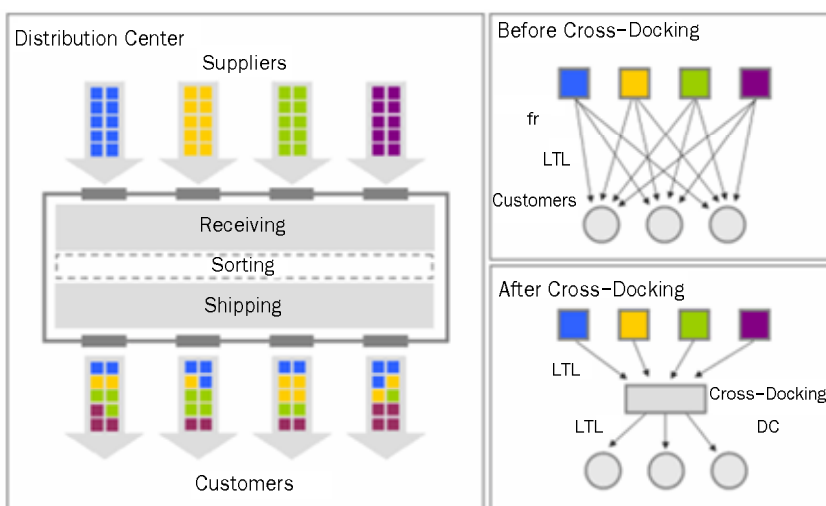 Distribution Center
Suppliers
Receiving
Sorting
Shipping
Customers
Before Cross-Docking
fr
LTL
Customers
After Cross-Docking
LTL
Cross-Docking
LTL
DC